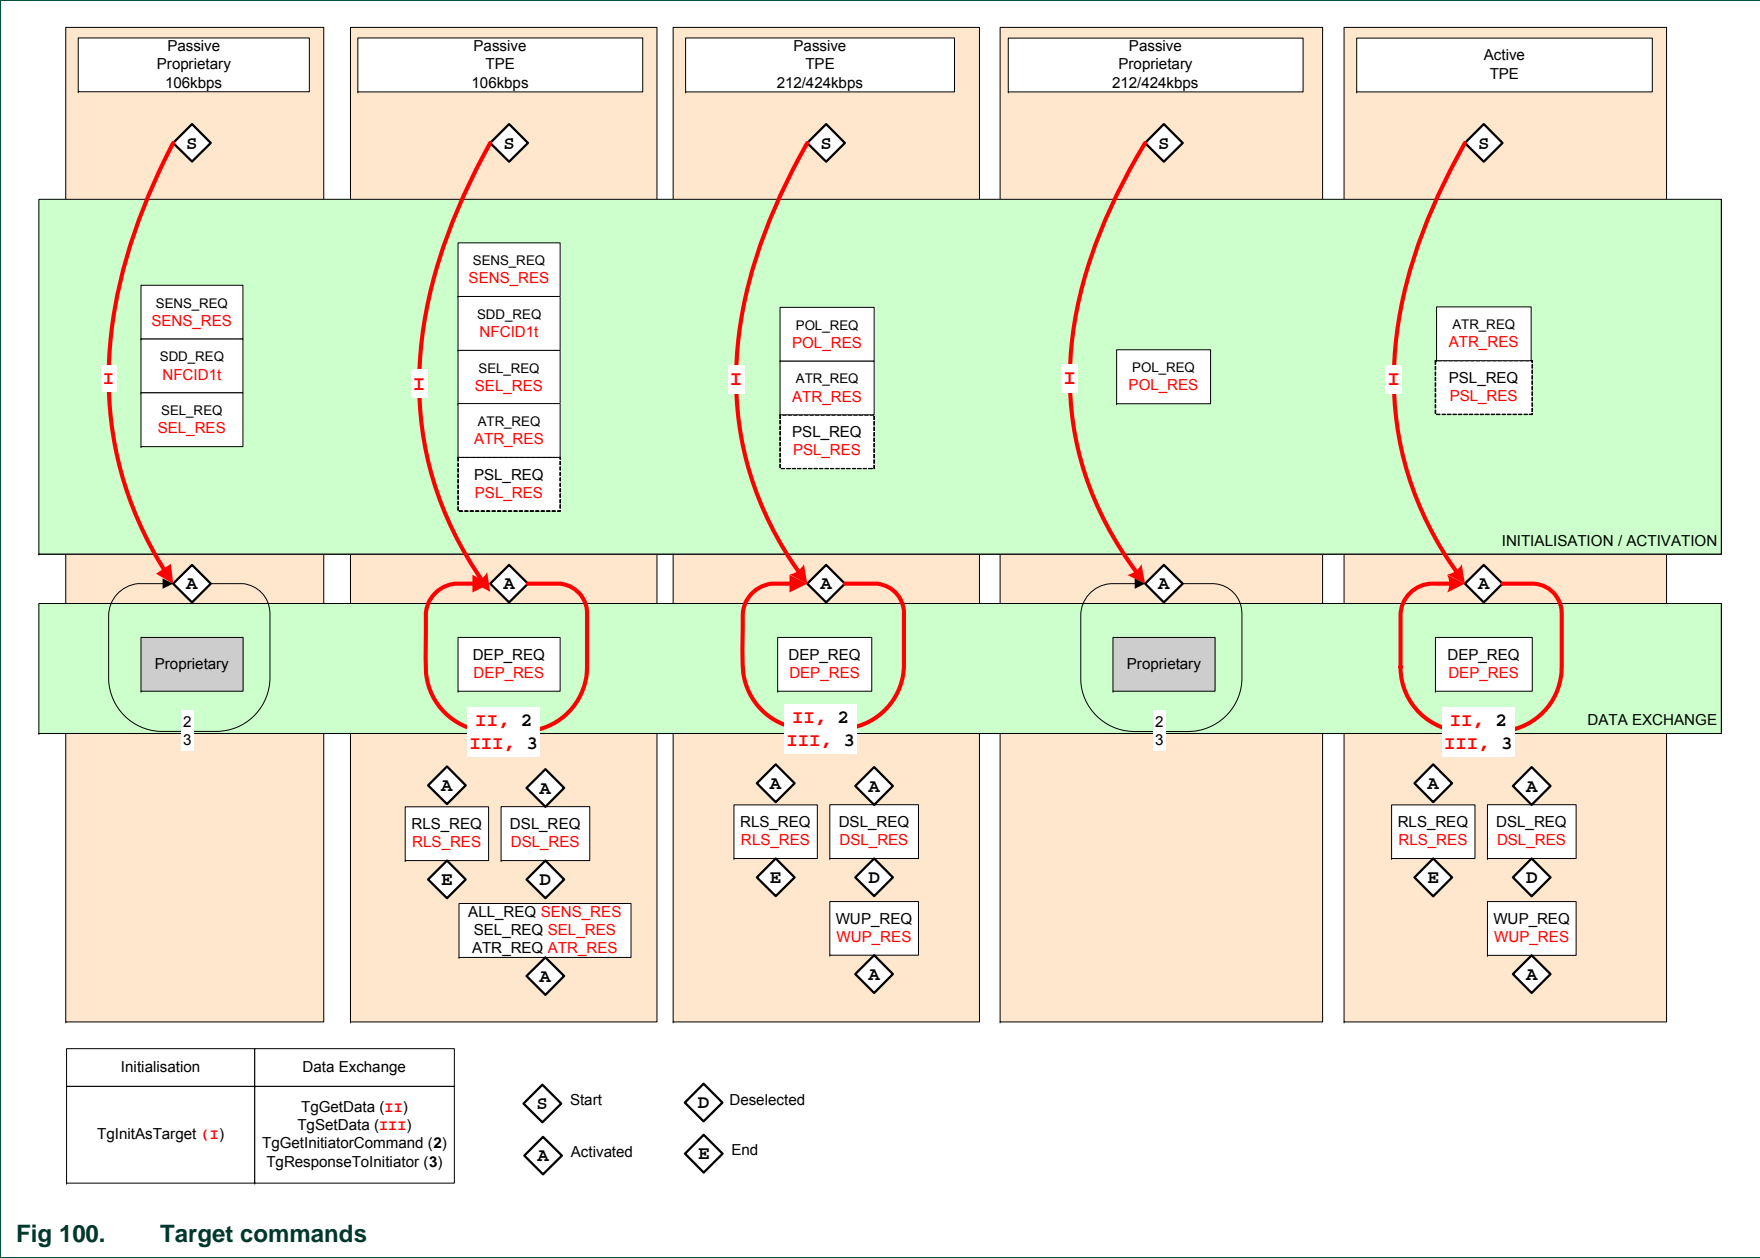 Passive
Proprietary
106kbps
Passive
TPE
106kbps
Passive
TPE
212/424kbps
Passive
Proprietary
212/424kbps
Active
TPE
S
S
S
S
S
SENS_REQ
SENS_RES
SDD_REQ
NFCID1t
SEL_REQ
SEL_RES
I
SENS_REQ
SENS_RES
SDD_REQ
NFCID1t
SEL_REQ
SEL_RES
ATR_REQ
ATR_RES
PSL_REQ
PSL_RES
I
POL_REQ
POL_RES
ATR_REQ
ATR_RES
PSL_REQ
PSL_RES
I
POL_REQ
POL_RES
I
ATR_REQ
ATR_RES
PSL_REQ
PSL_RES
I
INITIALISATION / ACTIVATION
A
A
A
A
A
Proprietary
2
3
DEP_REQ
DEP_RES
II, 2
III, 3
DEP_REQ
DEP_RES
II, 2
III, 3
Proprietary
2
3
DEP_REQ
DEP_RES
II, 2
III, 3
DATA EXCHANGE
A
RLS_REQ
RLS_RES
E
A
DSL_REQ
DSL_RES
D
ALL_REQ SENS_RES
SEL_REQ SEL_RES
ATR_REQ ATR_RES
A
A
RLS_REQ
RLS_RES
E
A
DSL_REQ
DSL_RES
D
WUP_REQ
WUP_RES
A
A
RLS_REQ
RLS_RES
E
A
DSL_REQ
DSL_RES
D
WUP_REQ
WUP_RES
A
Initialisation
Data Exchange
TgInitAsTarget (I)
TgGetData (II)
TgSetData (III)
TgGetInitiatorCommand (2)
TgResponseToInitiator (3)
S Start
D Deselected
A Activated
E End
Fig 100. Target commands